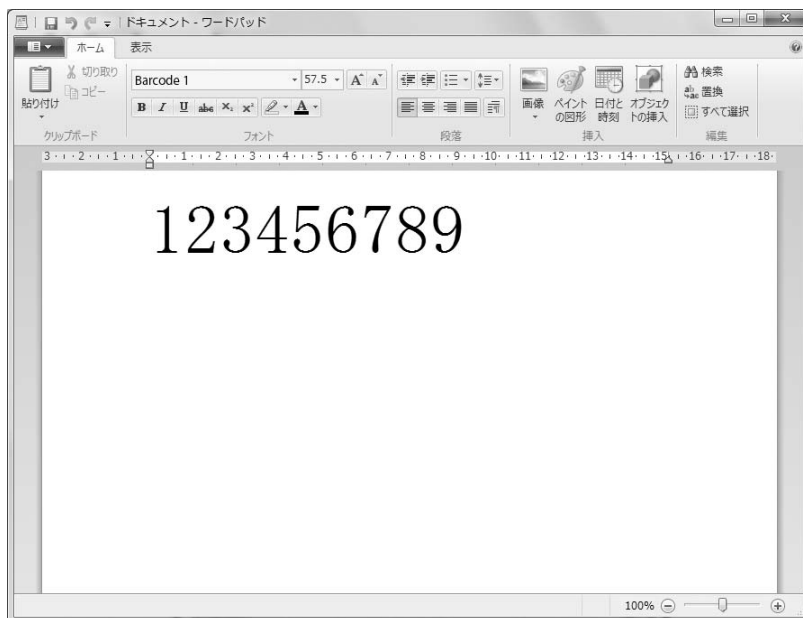 ドキュメント - ワードパッド
ホーム 表示
貼り付け
切り取り
コピー
クリップボード
Barcode 1 57.5 A A
B I U abc X₂ X² A
フォント
段落
画像 ペイントの図形 日付と時刻 オブジェクトの挿入
挿入
検索
置換
すべて選択
編集
3 · 2 · 1 · 1 · 2 · 3 · 4 · 5 · 6 · 7 · 8 · 9 · 10 · 11 · 12 · 13 · 14 · 15 · 16 · 17 · 18
123456789
100%